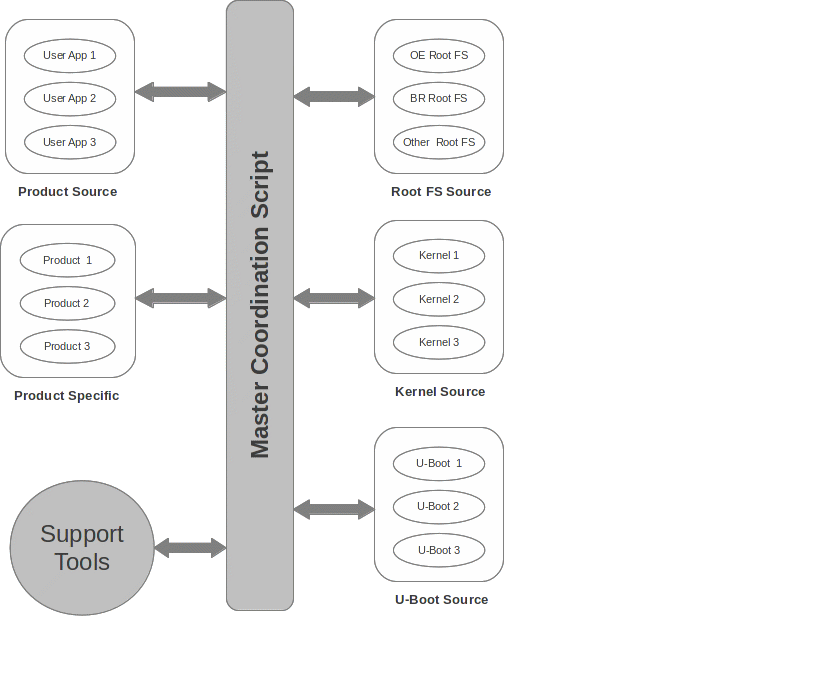 User App 1
User App 2
User App 3
Product Source
Product  1
Product 2
Product 3
Product Specific
Support
Tools
Master Coordination Script
OE Root FS
BR Root FS
Other  Root FS
Root FS Source
Kernel 1
Kernel 2
Kernel 3
Kernel Source
U-Boot  1
U-Boot 2
U-Boot 3
U-Boot Source